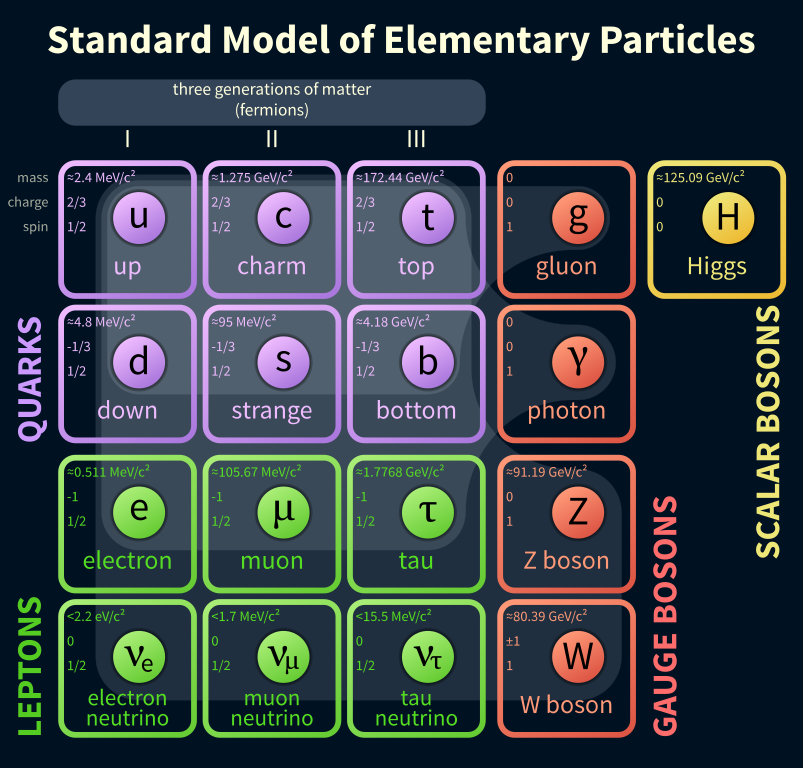 Standard Model of Elementary Particles
three generations of matter
(fermions)
I
II
III
mass
charge
spin
≈2.4 MeV/c²
2/3
1/2
u
up
≈1.275 GeV/c²
2/3
1/2
c
charm
≈172.44 GeV/c²
2/3
1/2
t
top
0
0
1
g
gluon
≈125.09 GeV/c²
0
0
H
Higgs
QUARKS
≈4.8 MeV/c²
-1/3
1/2
d
down
≈95 MeV/c²
-1/3
1/2
s
strange
≈4.18 GeV/c²
-1/3
1/2
b
bottom
0
0
1
γ
photon
SCALAR BOSONS
LEPTONS
≈0.511 MeV/c²
-1
1/2
e
electron
≈105.67 MeV/c²
-1
1/2
μ
muon
≈1.7768 GeV/c²
-1
1/2
τ
tau
≈91.19 GeV/c²
0
1
Z
Z boson
GAUGE BOSONS
<2.2 eV/c²
0
1/2
νe
electron
neutrino
<1.7 MeV/c²
0
1/2
νμ
muon
neutrino
<15.5 MeV/c²
0
1/2
ντ
tau
neutrino
≈80.39 GeV/c²
±1
1
W
W boson